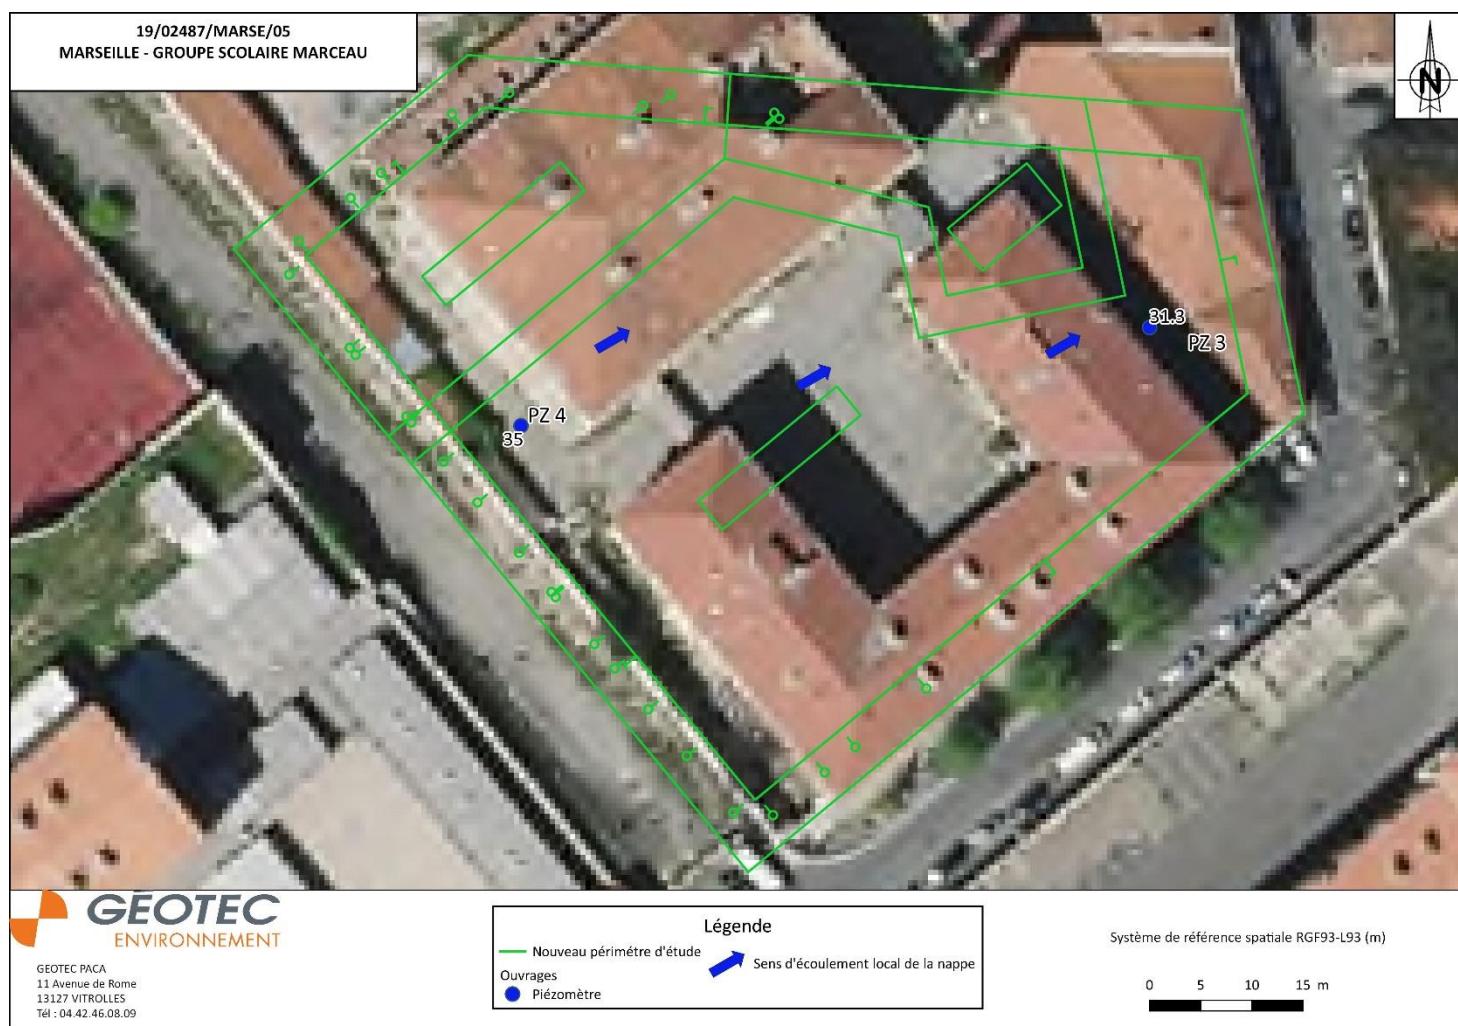 19/02487/MARSE/05
MARSEILLE - GROUPE SCOLAIRE MARCEAU
N
31.3
PZ 3
PZ 4
35
GEOTEC
ENVIRONNEMENT
GEOTEC PACA
11 Avenue de Rome
13127 VITROLLES
Tél : 04.42.46.08.09
Légende
Nouveau périmétre d'étude
Ouvrages
Piézomètre
Sens d'écoulement local de la nappe
Système de référence spatiale RGF93-L93 (m)
0 5 10 15 m